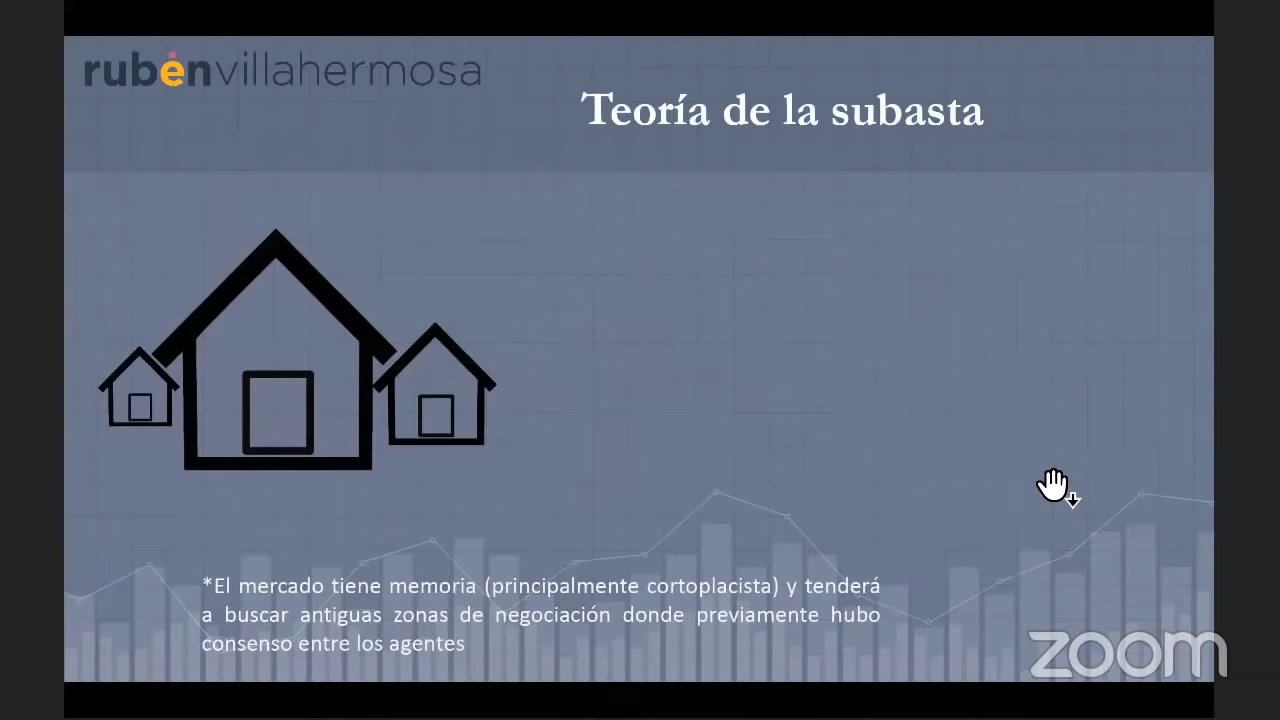 rubenvillahermosa
Teoría de la subasta
*El mercado tiene memoria (principalmente cortoplacista) y tenderá
a buscar antiguas zonas de negociación donde previamente hubo
consenso entre los agentes
zoom